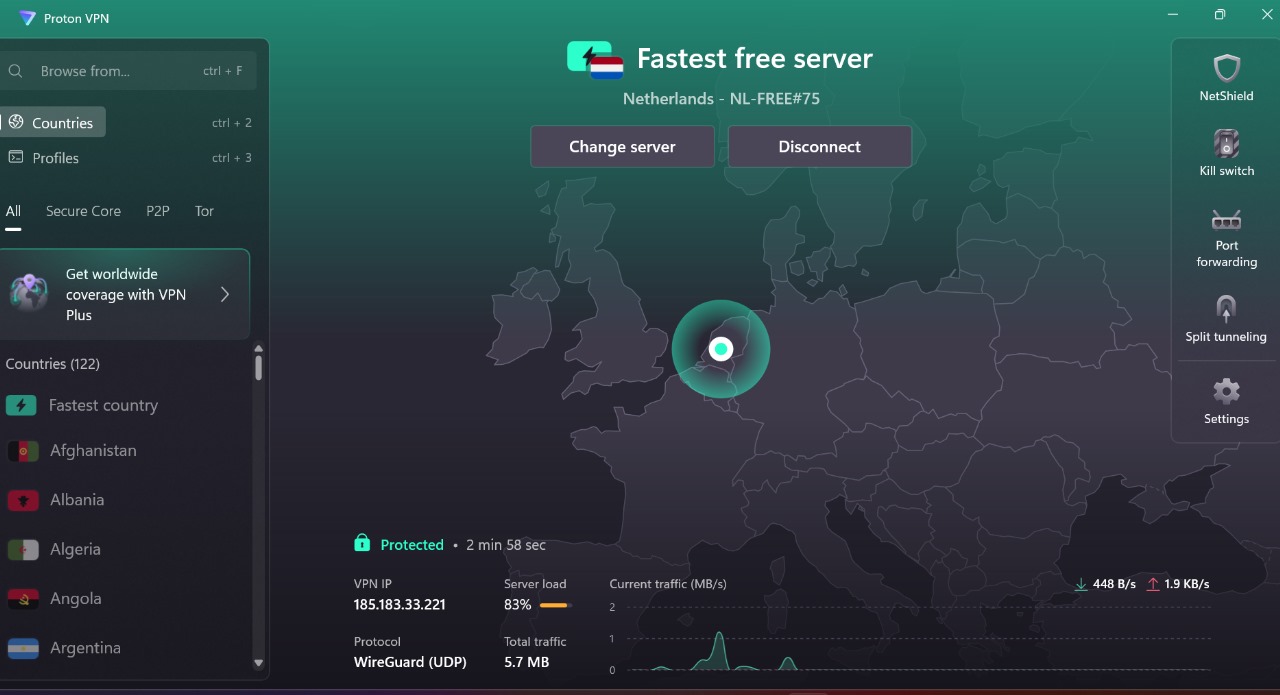 Proton VPN
Browse from...
ctrl + F
Countries
ctrl + 2
Profiles
ctrl + 3
All
Secure Core
P2P
Tor
Get worldwide
coverage with VPN
Plus
Countries (122)
Fastest country
Afghanistan
Albania
Algeria
Angola
Argentina
Fastest free server
Netherlands - NL-FREE#75
Change server
Disconnect
Protected • 2 min 58 sec
VPN IP
185.183.33.221
Server load
83%
Protocol
WireGuard (UDP)
Total traffic
5.7 MB
Current traffic (MB/s)
448 B/s
1.9 KB/s
2
1
0
NetShield
Kill switch
Port
forwarding
Split tunneling
Settings